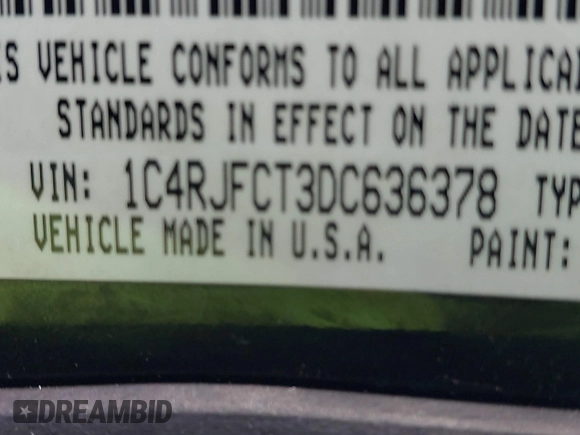 IS VEHICLE CONFORMS TO ALL APPLICA
STANDARDS IN EFFECT ON THE DATE
VIN: 1C4RJFCT3DC636378 TYP
VEHICLE MADE IN U.S.A. PAINT:
DREAMBID